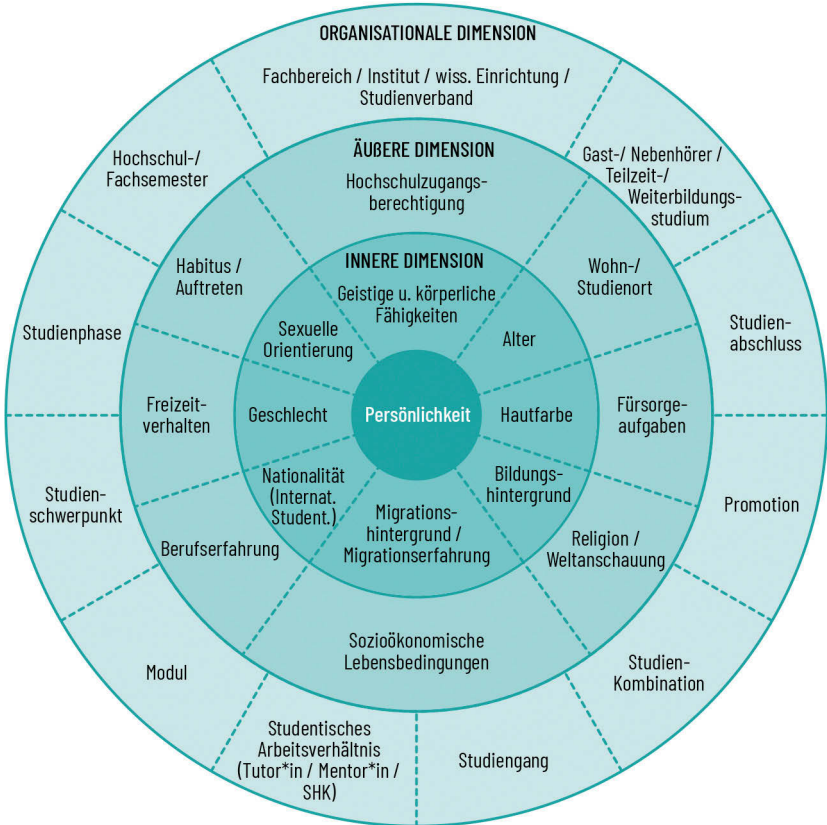 ORGANISATIONALE DIMENSION
Fachbereich / Institut / wiss. Einrichtung /
Studienverband
Gast-/ Nebenhörer /
Teilzeit-/
Weiterbildungs-
studium
Studien-
abschluss
Promotion
Studien-
Kombination
Studiengang
Studentisches
Arbeitsverhältnis
(Tutor*in / Mentor*in /
SHK)
Modul
Studien-
schwerpunkt
Studienphase
Hochschul-/
Fachsemester
ÄUßERE DIMENSION
Hochschulzugangs-
berechtigung
Wohn-/
Studienort
Fürsorge-
aufgaben
Religion /
Weltanschauung
Sozioökonomische
Lebensbedingungen
Berufserfahrung
Freizeit-
verhalten
Habitus /
Auftreten
INNERE DIMENSION
Geistige u. körperliche
Fähigkeiten
Alter
Hautfarbe
Bildungs-
hintergrund
Migrations-
hintergrund /
Migrationserfahrung
Nationalität
(Internat.
Student.)
Geschlecht
Sexuelle
Orientierung
Persönlichkeit